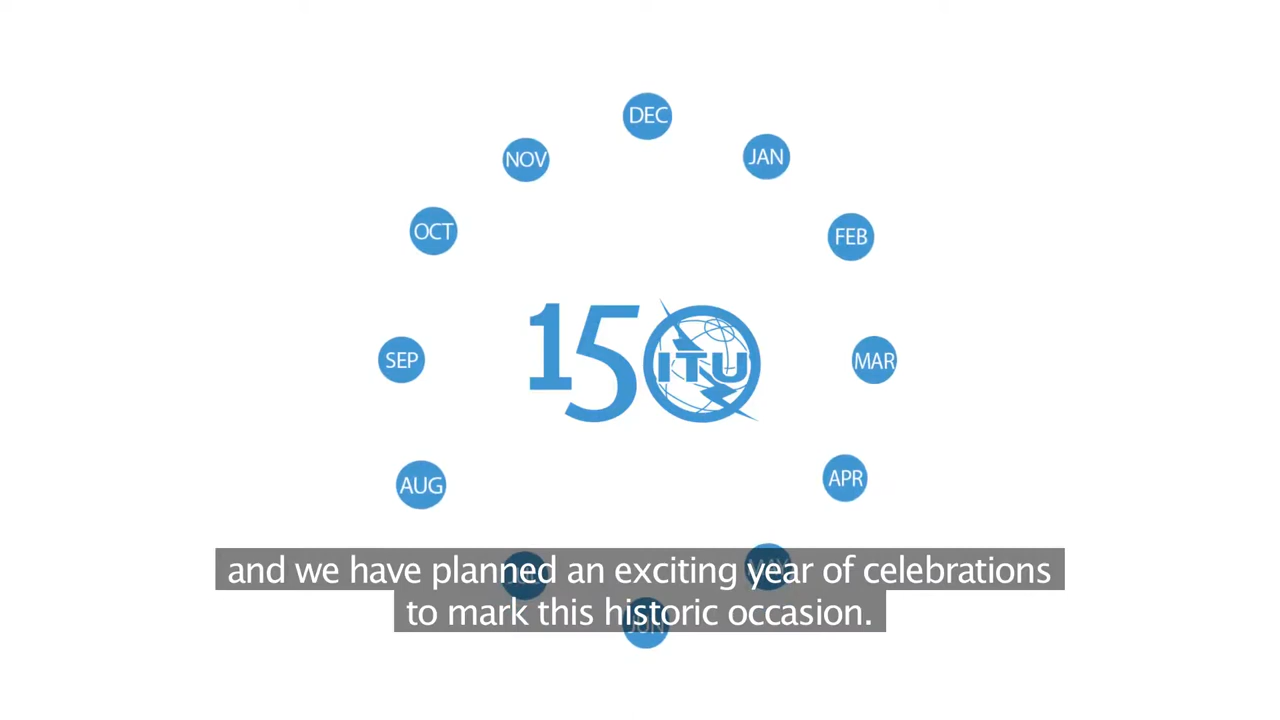 DEC
NOV
JAN
OCT
FEB
150
ITU
SEP
MAR
AUG
APR
and we have planned an exciting year of celebrations
to mark this historic occasion.
JUN